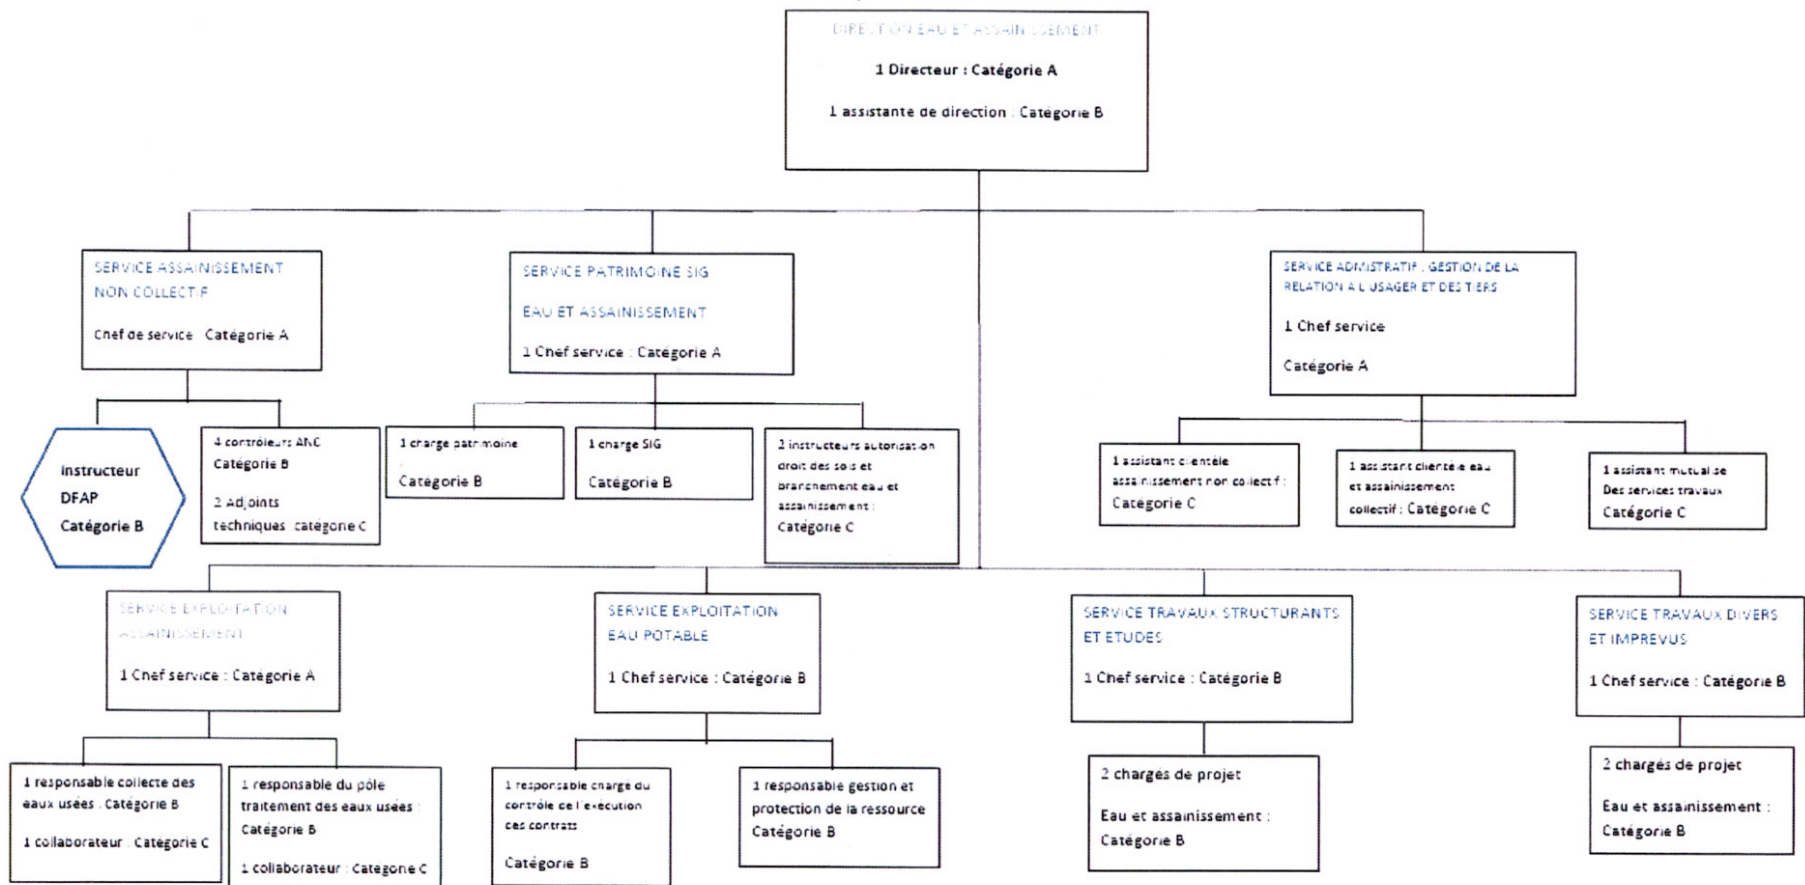 DIRECTION EAU ET ASSAINISSEMENT
1 Directeur : Catégorie A
1 assistante de direction : Catégorie B
SERVICE ASSAINISSEMENT
NON COLLECTIF
Chef de service : Catégorie A
SERVICE PATRIMOINE SIG
EAU ET ASSAINISSEMENT
1 Chef service : Catégorie A
SERVICE ADMISTRATIF : GESTION DE LA
RELATION A L'USAGER ET DES TIERS
1 Chef service
Catégorie A
instructeur
DFAP
Catégorie B
4 contrôleurs ANC
Catégorie B
2 Adjoints
techniques catégorie C
1 charge patrimoine
Catégorie B
1 charge SIG
Catégorie B
2 instructeurs autorisation
droit des sols et
branchement eau et
assainissement :
Catégorie C
1 assistant clientèle
assainissement non collectif :
Catégorie C
1 assistant clientèle eau
et assainissement
collectif : Catégorie C
1 assistant mutualise
Des services travaux
Catégorie C
SERVICE EXPLOITATION
ASSAINISSEMENT
1 Chef service : Catégorie A
SERVICE EXPLOITATION
EAU POTABLE
1 Chef service : Catégorie B
SERVICE TRAVAUX STRUCTURANTS
ET ETUDES
1 Chef service : Catégorie B
SERVICE TRAVAUX DIVERS
ET IMPREVUS
1 Chef service : Catégorie B
1 responsable collecte des
eaux usées : Catégorie B
1 collaborateur : Catégorie C
1 responsable du pôle
traitement des eaux usées :
Catégorie B
1 collaborateur : Catégorie C
1 responsable charge du
contrôle de l'exécution
des contrats
Catégorie B
1 responsable gestion et
protection de la ressource
Catégorie B
2 chargés de projet
Eau et assainissement :
Catégorie B
2 chargés de projet
Eau et assainissement :
Catégorie B